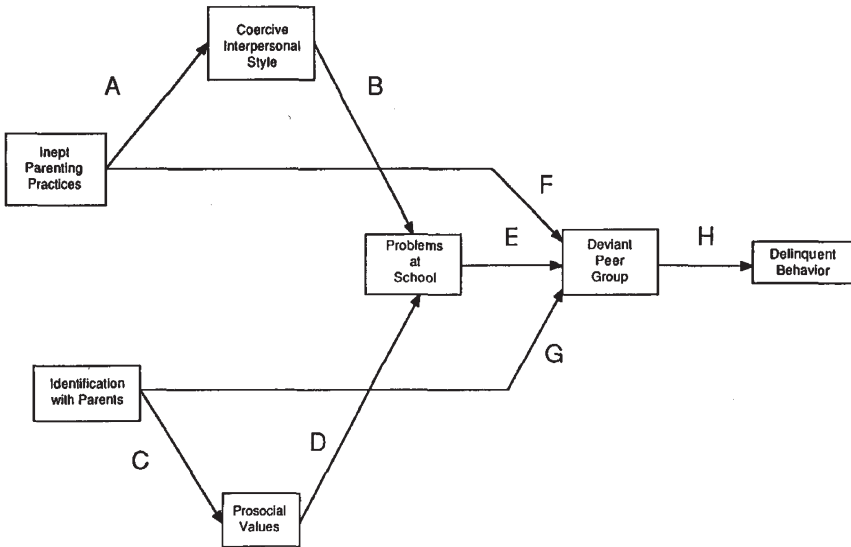 Coercive
Interpersonal
Style
A
B
Inept
Parenting
Practices
F
Problems
at
School
E
Deviant
Peer
Group
H
Delinquent
Behavior
G
Identification
with Parents
C
D
Prosocial
Values